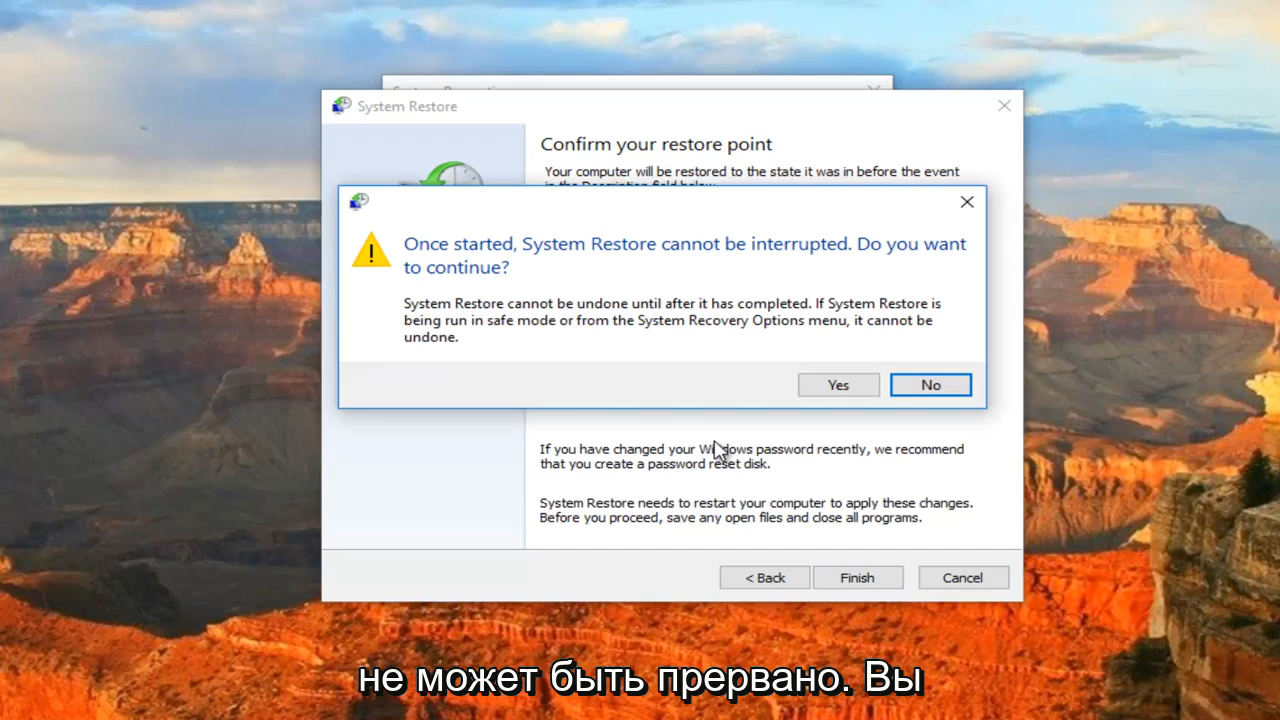 System Restore
Confirm your restore point
Your computer will be restored to the state it was in before the event
in the Description field below.
Once started, System Restore cannot be interrupted. Do you want
to continue?
System Restore cannot be undone until after it has completed. If System Restore is
being run in safe mode or from the System Recovery Options menu, it cannot be
undone.
Yes
No
If you have changed your Windows password recently, we recommend
that you create a password reset disk.
System Restore needs to restart your computer to apply these changes.
Before you proceed, save any open files and close all programs.
< Back
Finish
Cancel
не может быть прервано. Вы